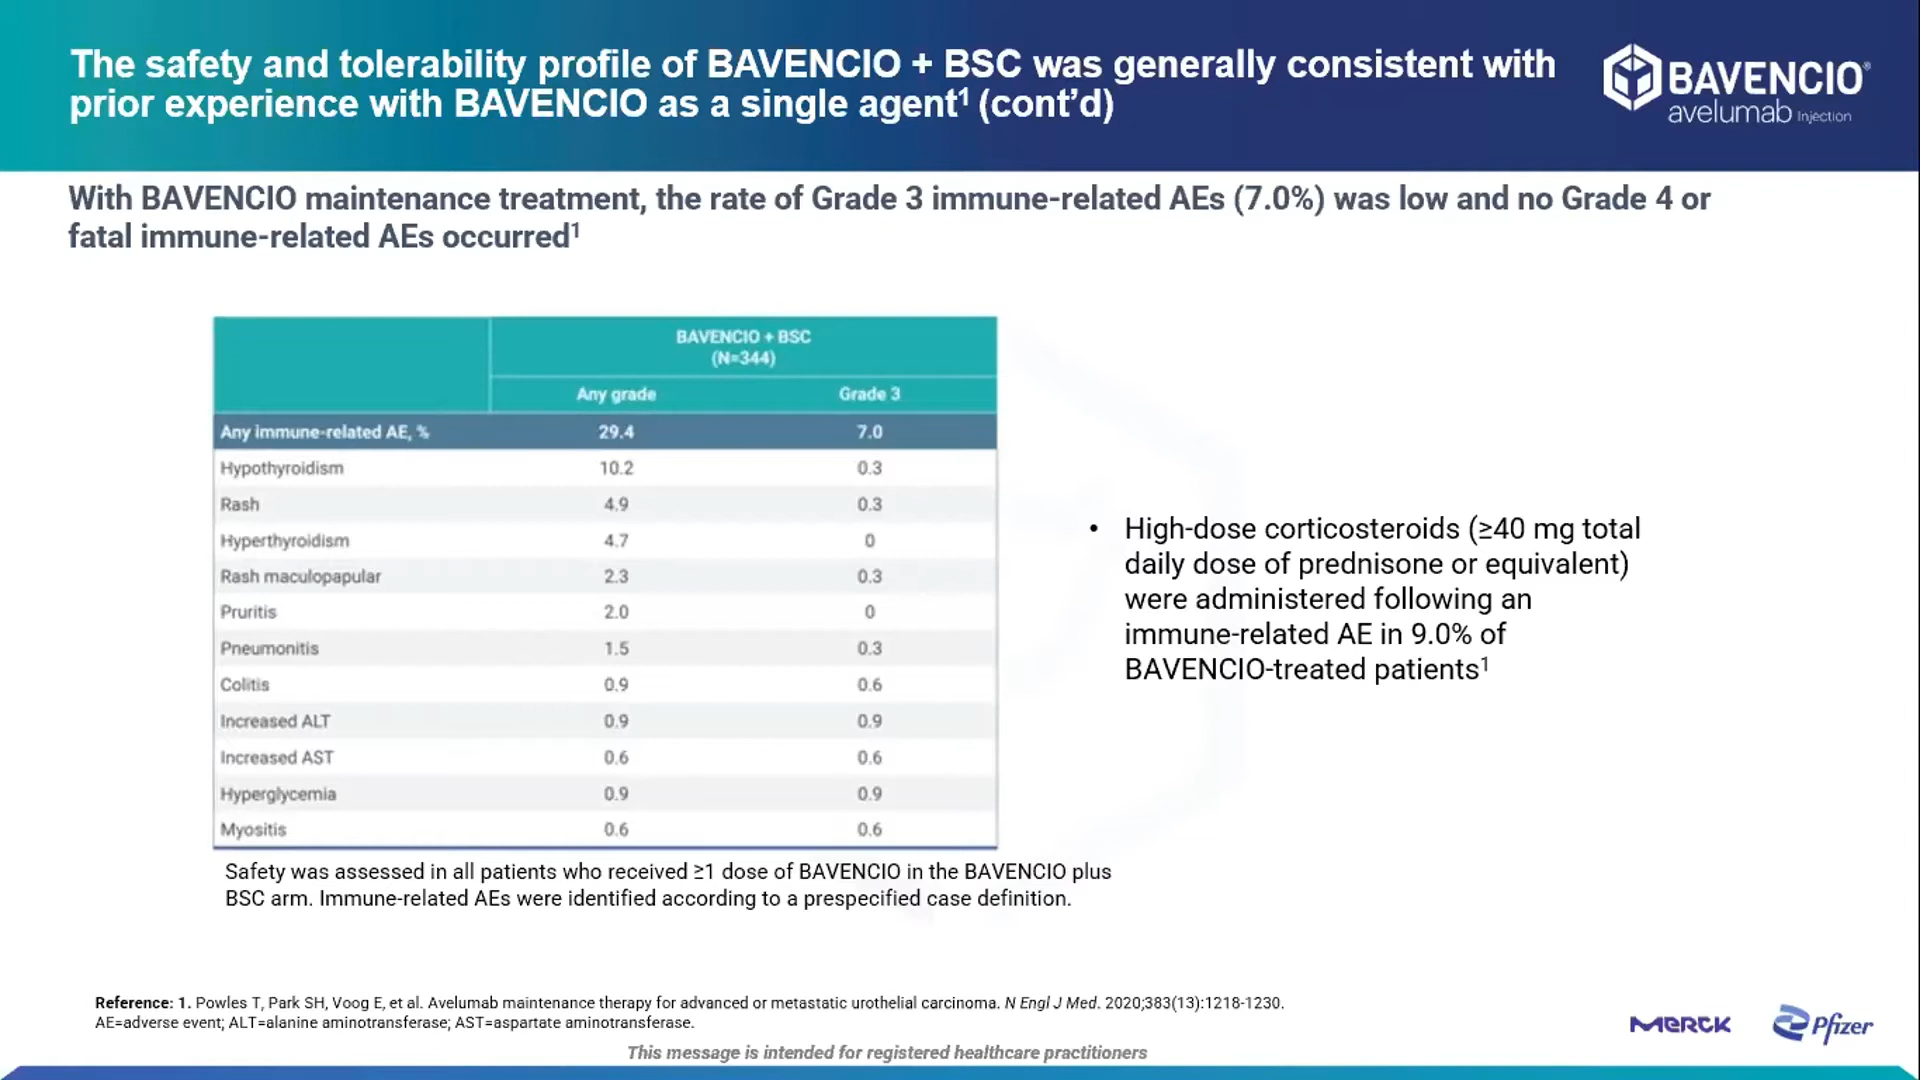 The safety and tolerability profile of BAVENCIO + BSC was generally consistent with
prior experience with BAVENCIO as a single agent¹ (cont'd)
BAVENCIO®
avelumab Injection
With BAVENCIO maintenance treatment, the rate of Grade 3 immune-related AEs (7.0%) was low and no Grade 4 or
fatal immune-related AEs occurred¹
BAVENCIO + BSC
(N=344)
Any grade Grade 3
Any immune-related AE, % 29.4 7.0
Hypothyroidism 10.2 0.3
Rash 4.9 0.3
Hyperthyroidism 4.7 0
Rash maculopapular 2.3 0.3
Pruritis 2.0 0
Pneumonitis 1.5 0.3
Colitis 0.9 0.6
Increased ALT 0.9 0.9
Increased AST 0.6 0.6
Hyperglycemia 0.9 0.9
Myositis 0.6 0.6
• High-dose corticosteroids (≥40 mg total
daily dose of prednisone or equivalent)
were administered following an
immune-related AE in 9.0% of
BAVENCIO-treated patients¹
Safety was assessed in all patients who received ≥1 dose of BAVENCIO in the BAVENCIO plus
BSC arm. Immune-related AEs were identified according to a prespecified case definition.
Reference: 1. Powles T, Park SH, Voog E, et al. Avelumab maintenance therapy for advanced or metastatic urothelial carcinoma. N Engl J Med. 2020;383(13):1218-1230.
AE=adverse event; ALT=alanine aminotransferase; AST=aspartate aminotransferase.
MERCK Pfizer
This message is intended for registered healthcare practitioners